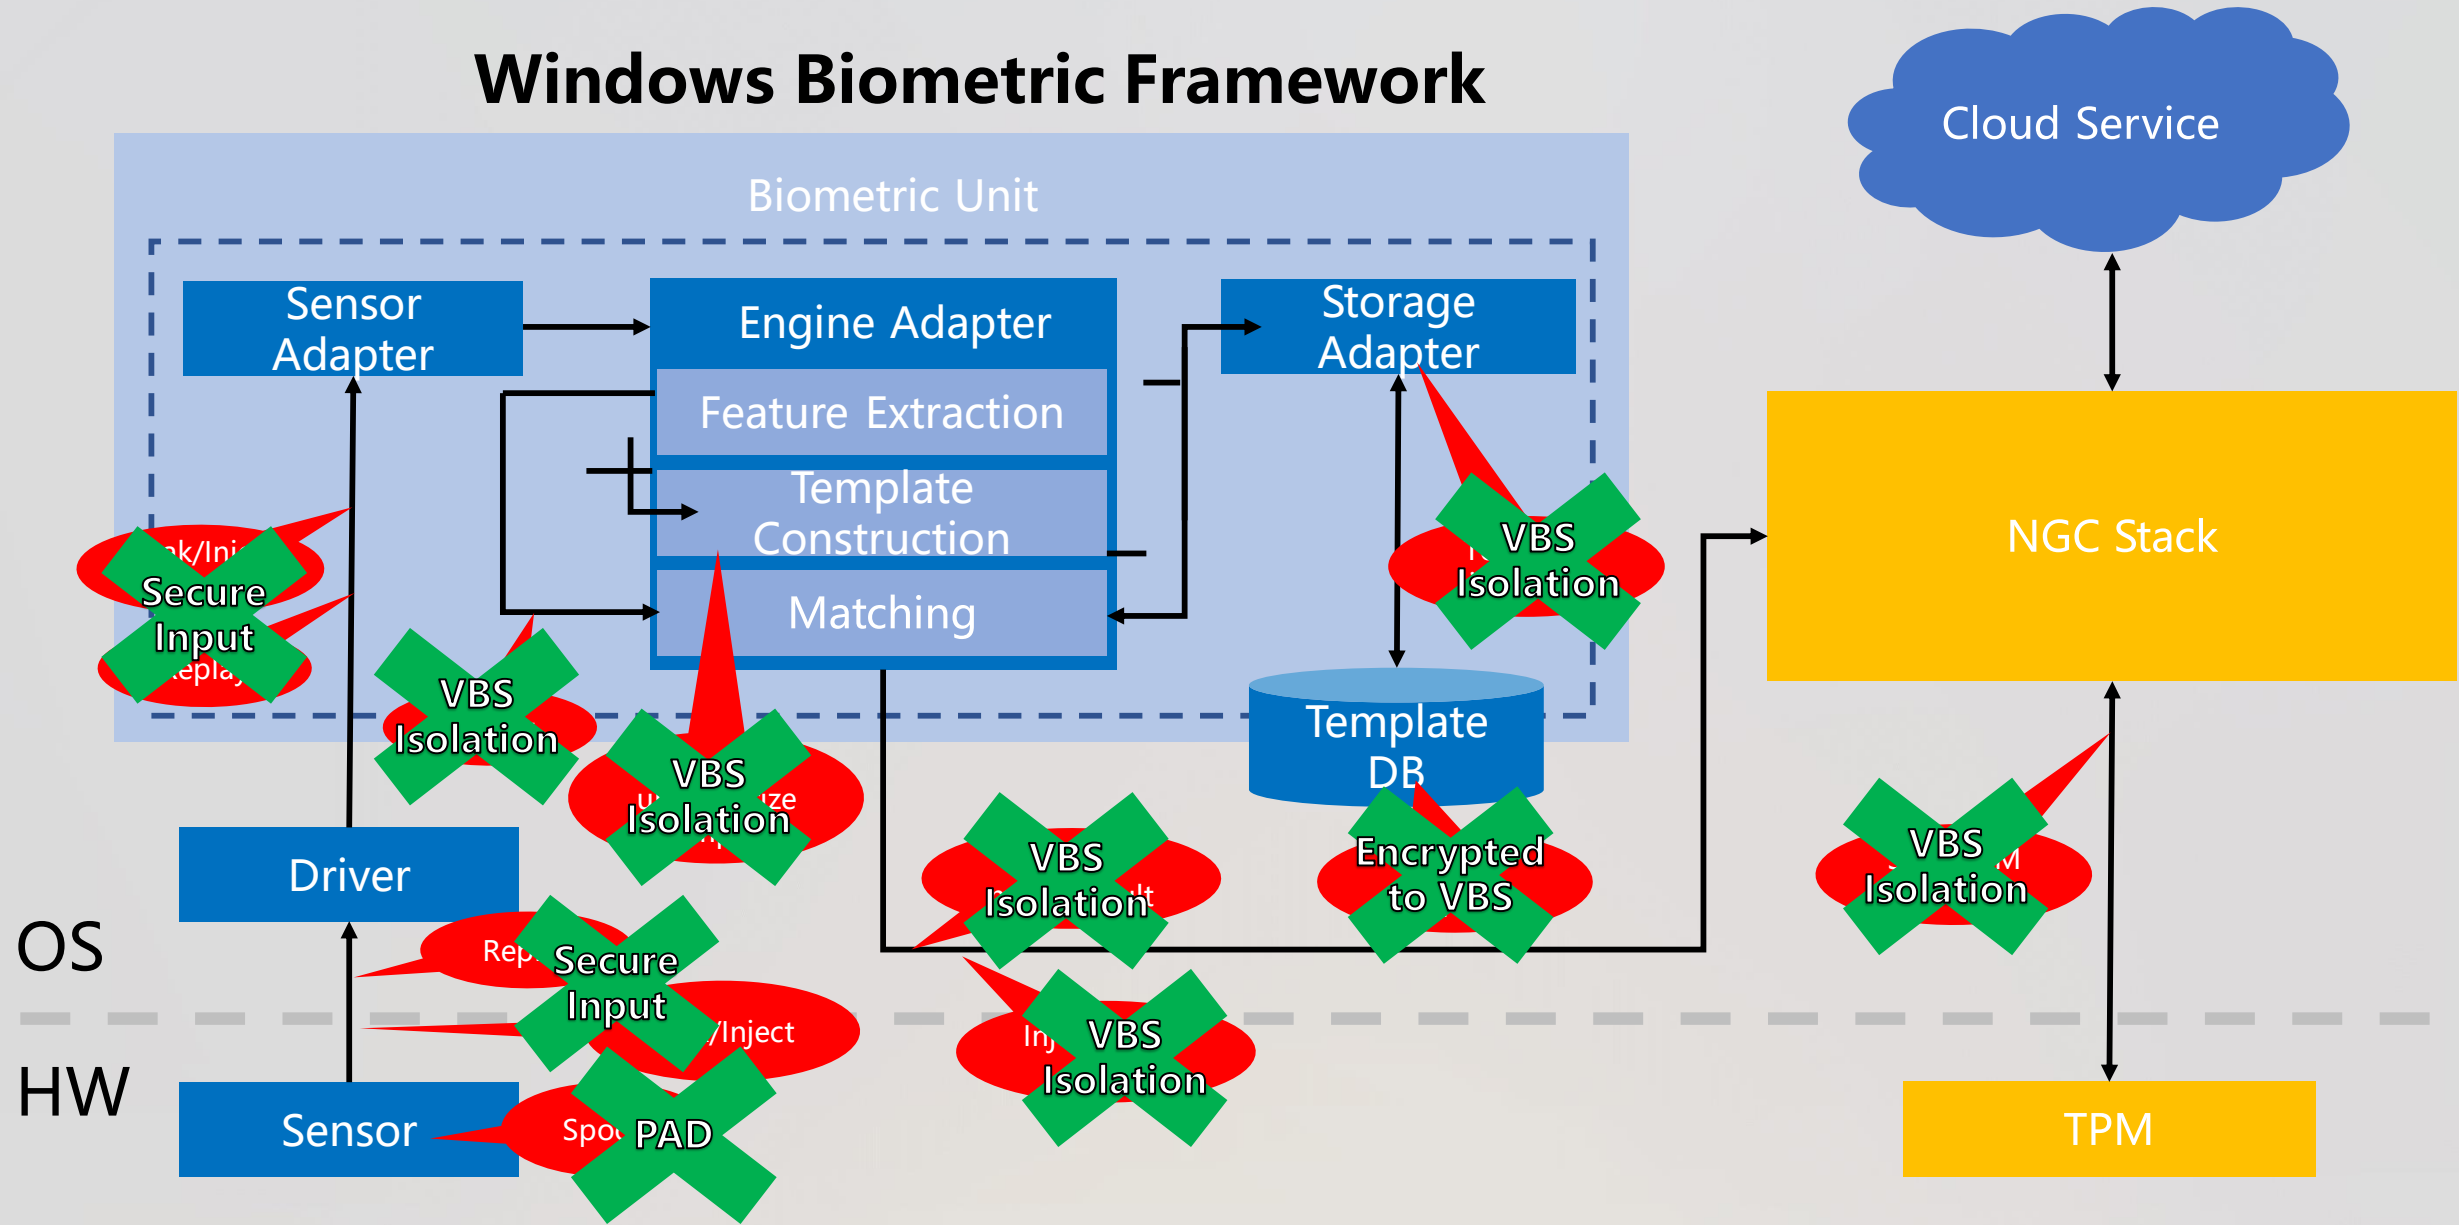 Windows Biometric Framework
Cloud Service
Biometric Unit
Sensor
Adapter
Engine Adapter
Storage
Adapter
Feature Extraction
Template
Construction
Matching
NGC Stack
VBS
Isolation
Secure
Input
VBS
Isolation
Template
DB
VBS
Isolation
VBS
Isolation
Encrypted
to VBS
VBS
Isolation
Driver
OS
Secure
Input
/Inject
VBS
Isolation
HW
Sensor
PAD
TPM